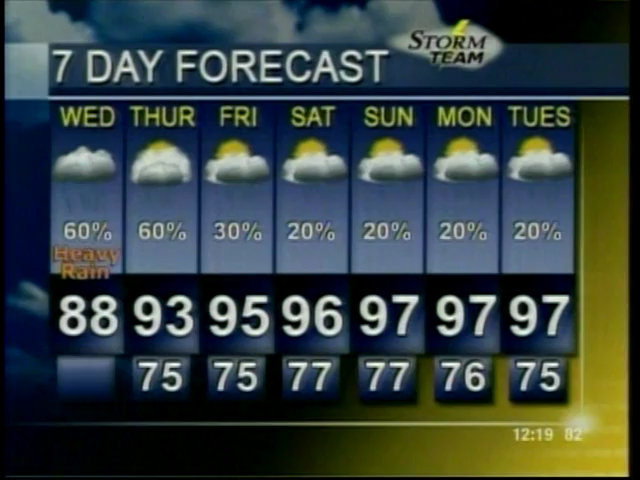 STORM
TEAM
7 DAY FORECAST
WED THUR FRI SAT SUN MON TUES
60% 60% 30% 20% 20% 20% 20%
Heavy
Rain
88 93 95 96 97 97 97
75 75 77 77 76 75
12:19 82